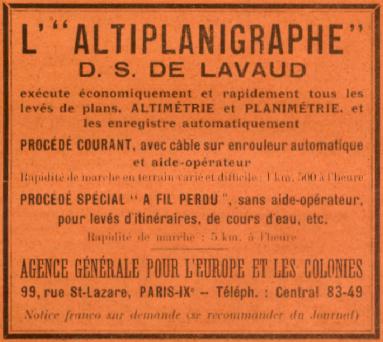 L'"ALTIPLANIGRAPHE"
D. S. DE LAVAUD
exécute économiquement et rapidement tous les
levés de plans, ALTIMÉTRIE et PLANIMÉTRIE, et
les enregistre automatiquement
PROCÉDÉ COURANT, avec câble sur enrouleur automatique
et aide-opérateur
Rapidité de marche en terrain varié et difficile : 1 km. 500 à l'heure
PROCÉDÉ SPÉCIAL " A FIL PERDU ", sans aide-opérateur,
pour levés d'itinéraires, de cours d'eau, etc.
Rapidité de marche : 5 km. à l'heure
AGENCE GÉNÉRALE POUR L'EUROPE ET LES COLONIES
99, rue St-Lazare, PARIS-IXe – Téléph. : Central 83-49
Notice franco sur demande (se recommander du Journal)